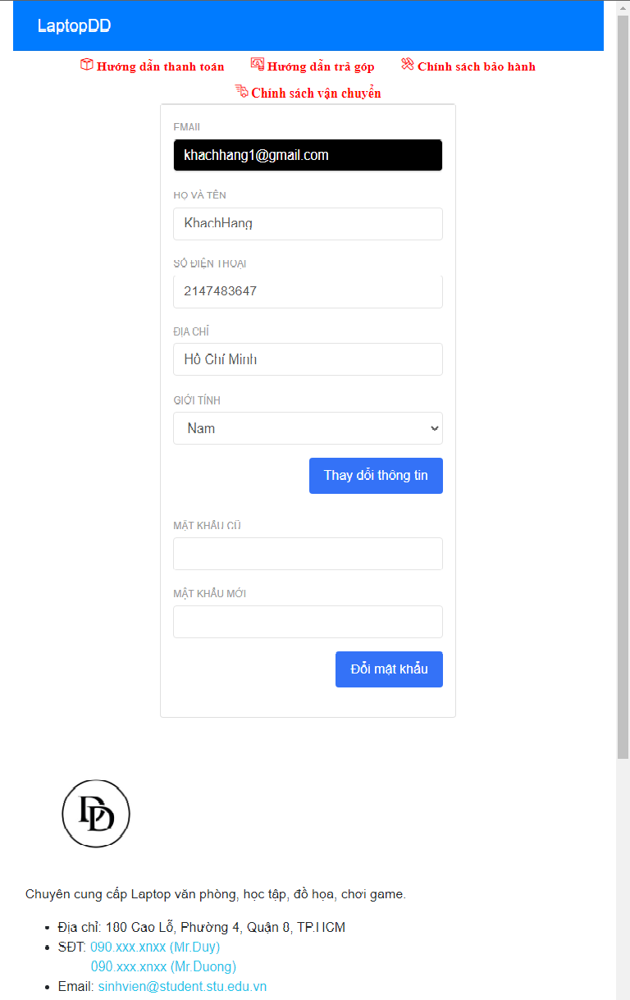 LaptopDD
Hướng dẫn thanh toán Hướng dẫn trả góp Chính sách bảo hành
Chính sách vận chuyển
EMAIL
khachhang1@gmail.com
HỌ VÀ TÊN
KhachHang
SỐ ĐIỆN THOẠI
2147483647
ĐỊA CHỈ
Hồ Chí Minh
GIỚI TÍNH
Nam
Thay đổi thông tin
MẬT KHẨU CŨ
MẬT KHẨU MỚI
Đổi mật khẩu
DD
Chuyên cung cấp Laptop văn phòng, học tập, đồ họa, chơi game.
Địa chỉ: 180 Cao Lỗ, Phường 4, Quận 8, TP.HCM
SĐT: 090.xxx.xnxx (Mr.Duy)
090.xxx.xnxx (Mr.Duong)
Email: sinhvien@student.stu.edu.vn